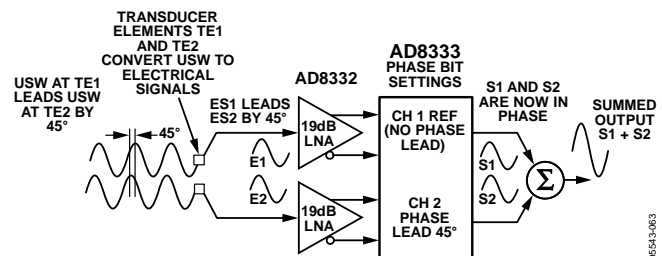 TRANSDUCER
ELEMENTS TE1
AND TE2
CONVERT USW TO
ELECTRICAL
SIGNALS
USW AT TE1
LEADS USW
AT TE2 BY
45°
45°
ES1 LEADS
ES2 BY 45°
AD8332
19dB
LNA
E1
E2
19dB
LNA
AD8333
PHASE BIT
SETTINGS
CH 1 REF
(NO PHASE
LEAD)
CH 2
PHASE
LEAD 45°
S1 AND S2
ARE NOW IN
PHASE
S1
S2
Σ
SUMMED
OUTPUT
S1 + S2
05543-063